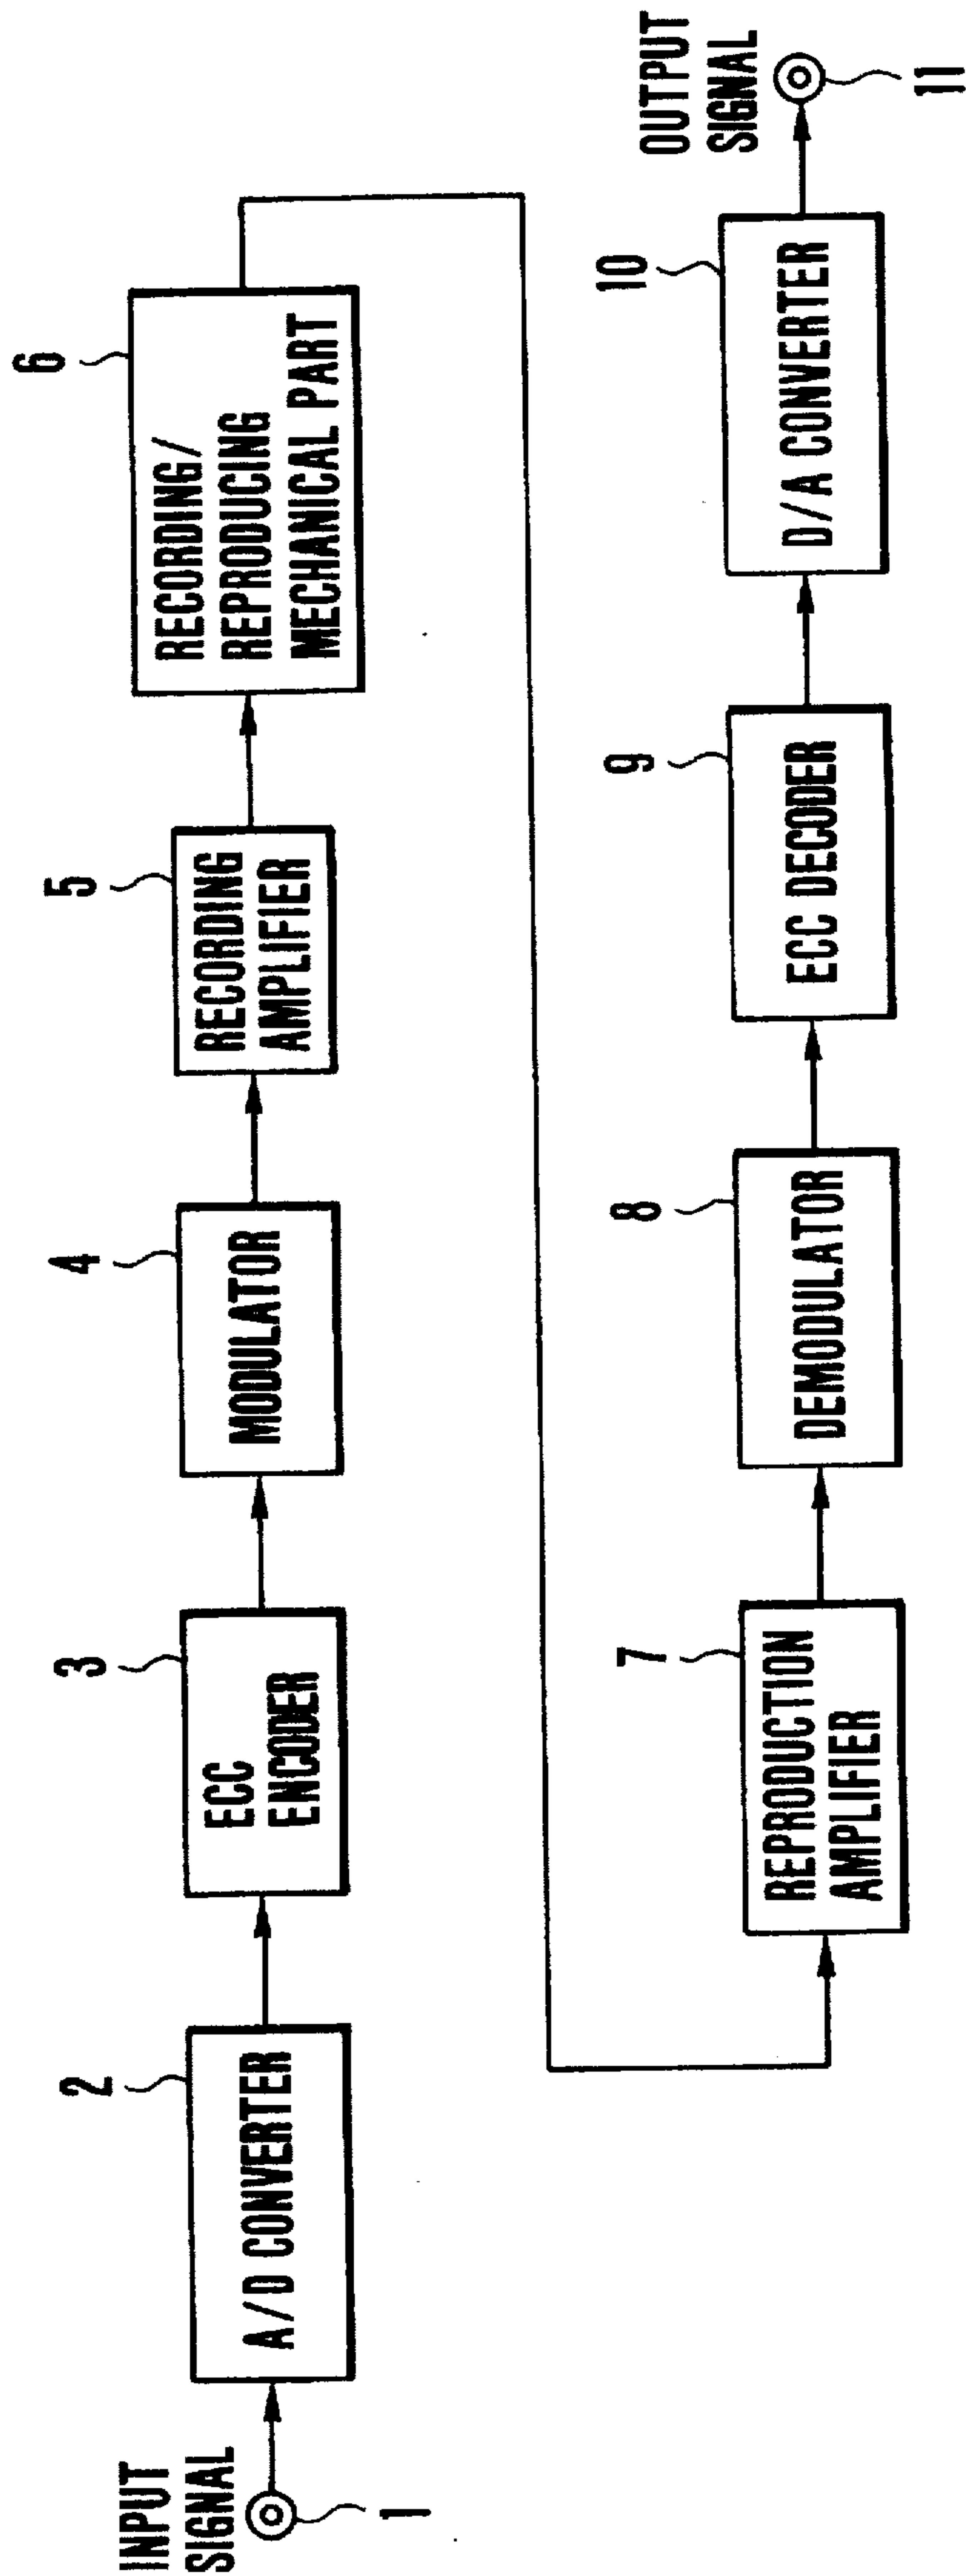 INPUT
SIGNAL
1
2
A/D CONVERTER
3
ECC
ENCODER
4
MODULATOR
5
RECORDING
AMPLIFIER
6
RECORDING/
REPRODUCING
MECHANICAL PART
7
REPRODUCTION
AMPLIFIER
8
DEMODULATOR
9
ECC DECODER
10
D/A CONVERTER
OUTPUT
SIGNAL
11